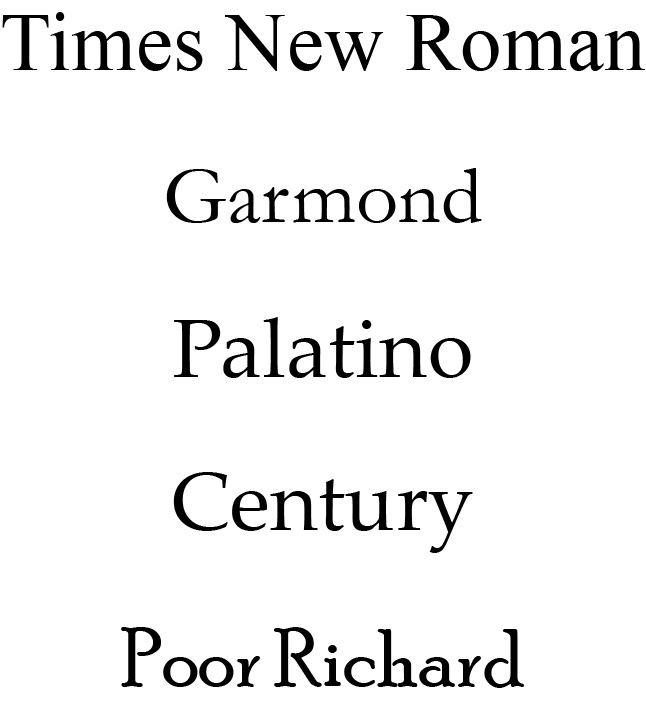 Times New Roman
Garmond
Palatino
Century
Poor Richard